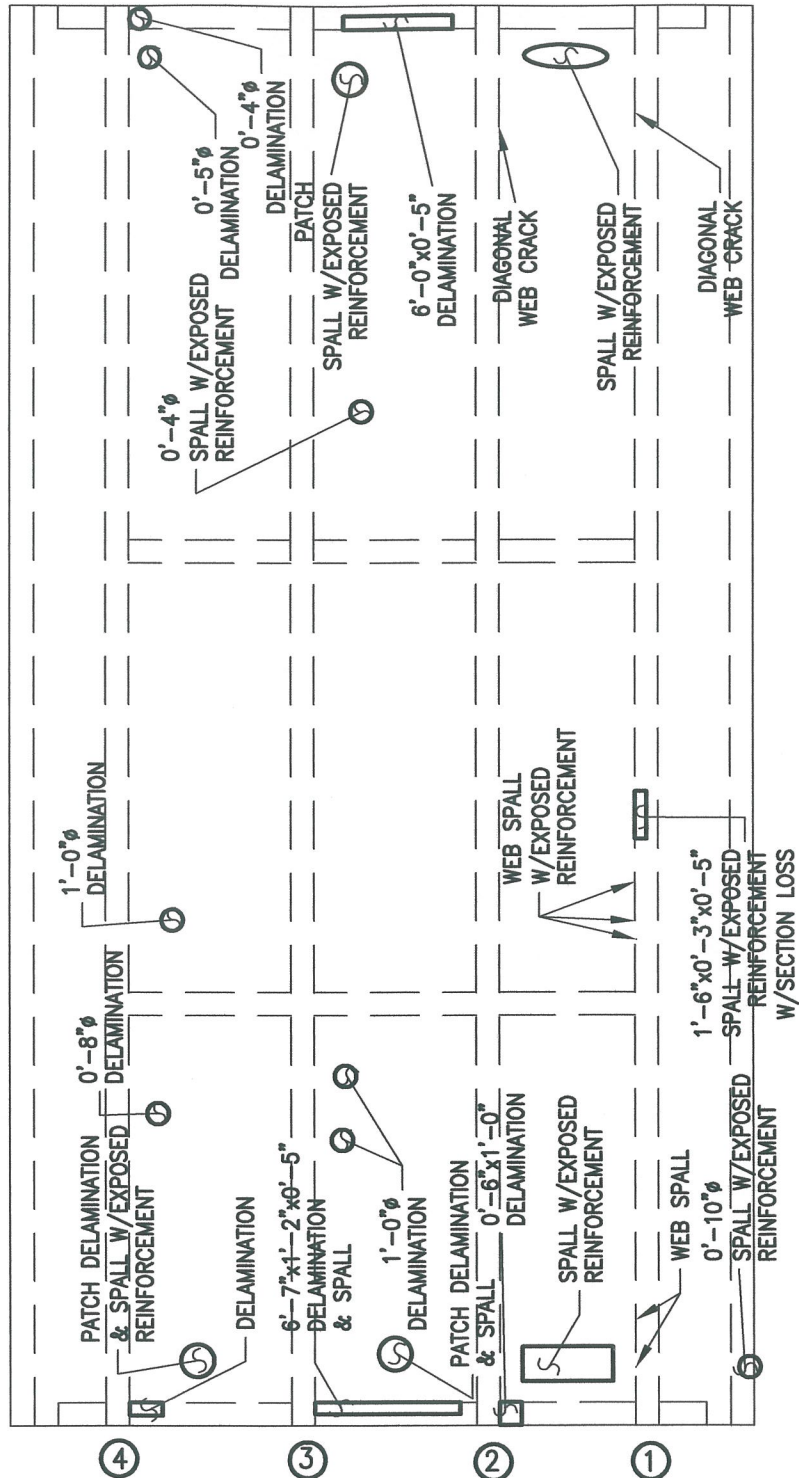 PATCH DELAMINATION
& SPALL W/EXPOSED
REINFORCEMENT
0'-8"ø
DELAMINATION
1'-0"ø
DELAMINATION
0'-4"ø
SPALL W/EXPOSED
REINFORCEMENT
0'-5"ø
DELAMINATION
0'-4"ø
DELAMINATION
PATCH
4
DELAMINATION
6'-7"x1'-2"x0'-5"
DELAMINATION
& SPALL
SPALL W/EXPOSED
REINFORCEMENT
3
1'-0"ø
DELAMINATION
6'-0"x0'-5"
DELAMINATION
PATCH DELAMINATION
& SPALL
0'-6"x1'-0"
DELAMINATION
2
DIAGONAL
WEB CRACK
WEB SPALL
W/EXPOSED
REINFORCEMENT
SPALL W/EXPOSED
REINFORCEMENT
SPALL W/EXPOSED
REINFORCEMENT
1
WEB SPALL
0'-10"ø
SPALL W/EXPOSED
REINFORCEMENT
1'-6"x0'-3"x0'-5"
SPALL W/EXPOSED
REINFORCEMENT
W/SECTION LOSS
DIAGONAL
WEB CRACK